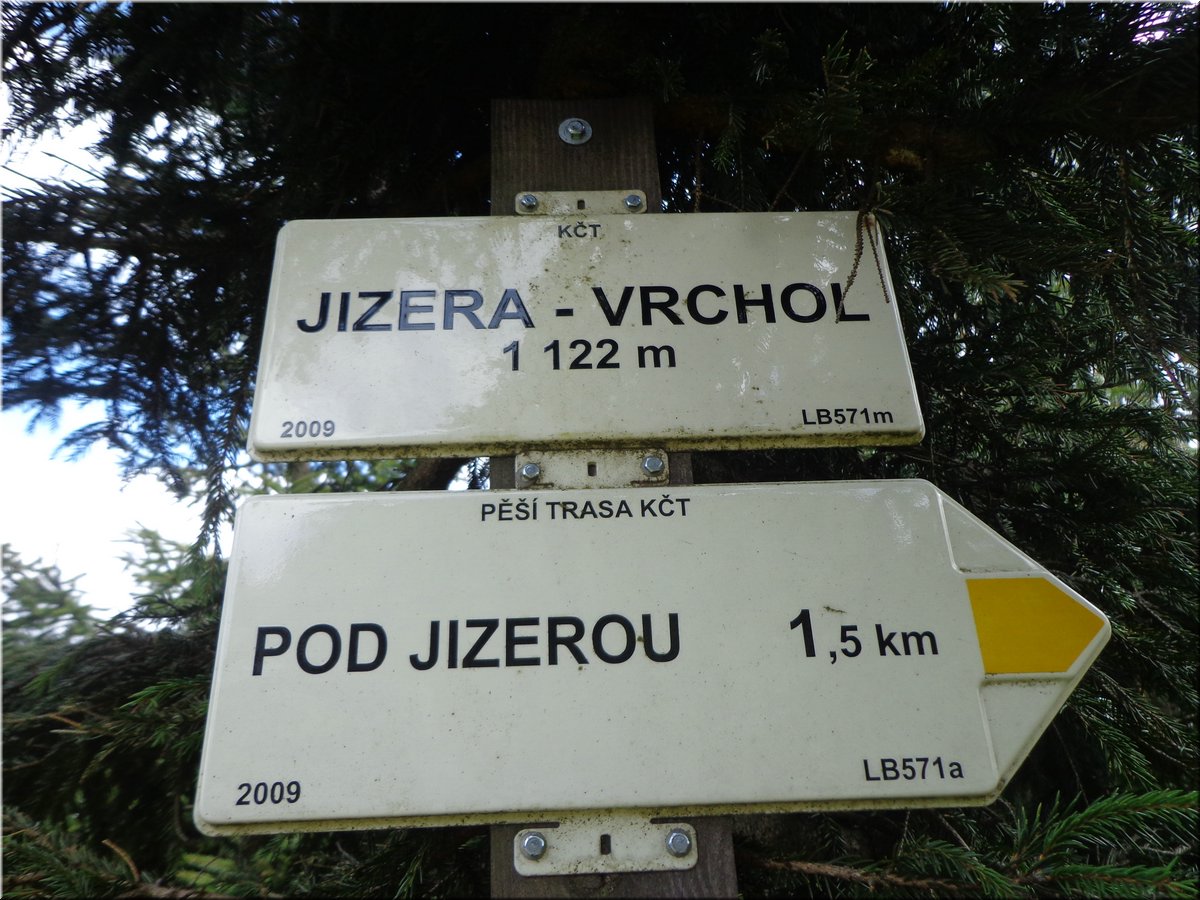 KČT
JIZERA - VRCHOL
1 122 m
2009 LB571m
PĚŠÍ TRASA KČT
POD JIZEROU 1,5 km
2009 LB571a